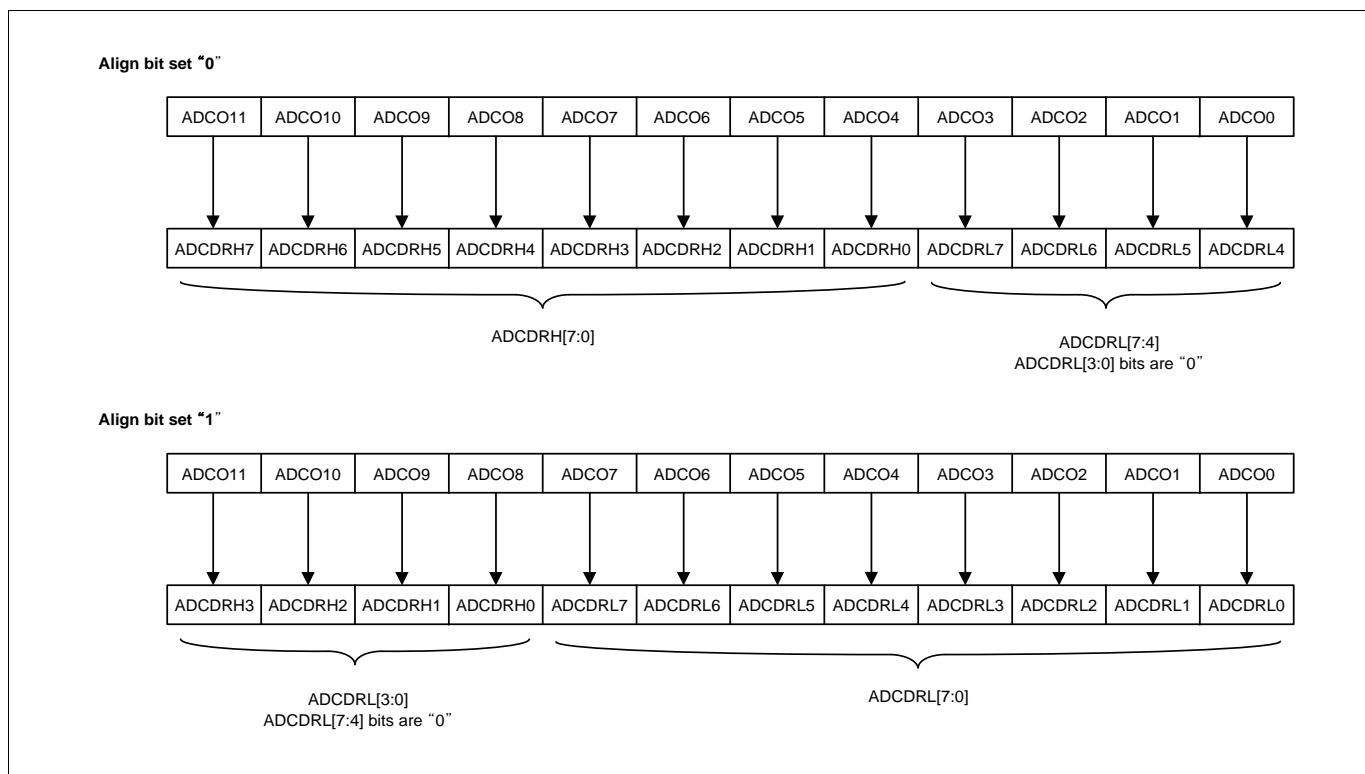 Align bit set “0”
ADCO11 ADCO10 ADCO9 ADCO8 ADCO7 ADCO6 ADCO5 ADCO4 ADCO3 ADCO2 ADCO1 ADCO0
ADCDRH7 ADCDRH6 ADCDRH5 ADCDRH4 ADCDRH3 ADCDRH2 ADCDRH1 ADCDRH0 ADCDRL7 ADCDRL6 ADCDRL5 ADCDRL4
ADCDRH[7:0]
ADCDRL[7:4]
ADCDRL[3:0] bits are “0”
Align bit set “1”
ADCO11 ADCO10 ADCO9 ADCO8 ADCO7 ADCO6 ADCO5 ADCO4 ADCO3 ADCO2 ADCO1 ADCO0
ADCDRH3 ADCDRH2 ADCDRH1 ADCDRH0 ADCDRL7 ADCDRL6 ADCDRL5 ADCDRL4 ADCDRL3 ADCDRL2 ADCDRL1 ADCDRL0
ADCDRL[3:0]
ADCDRL[7:4] bits are “0”
ADCDRL[7:0]